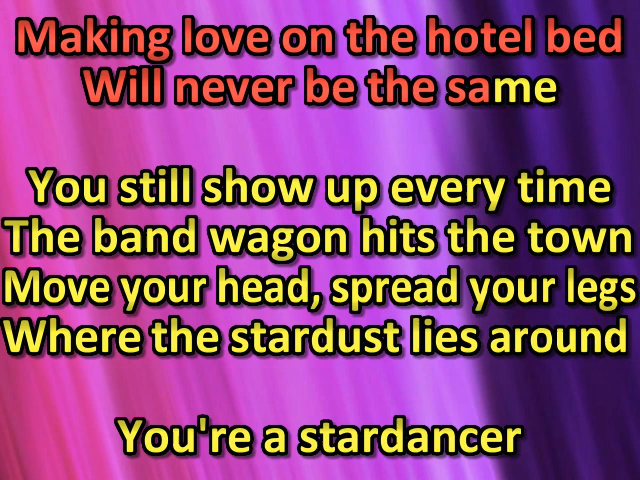 Making love on the hotel bed
Will never be the same
You still show up every time
The band wagon hits the town
Move your head, spread your legs
Where the stardust lies around
You're a stardancer